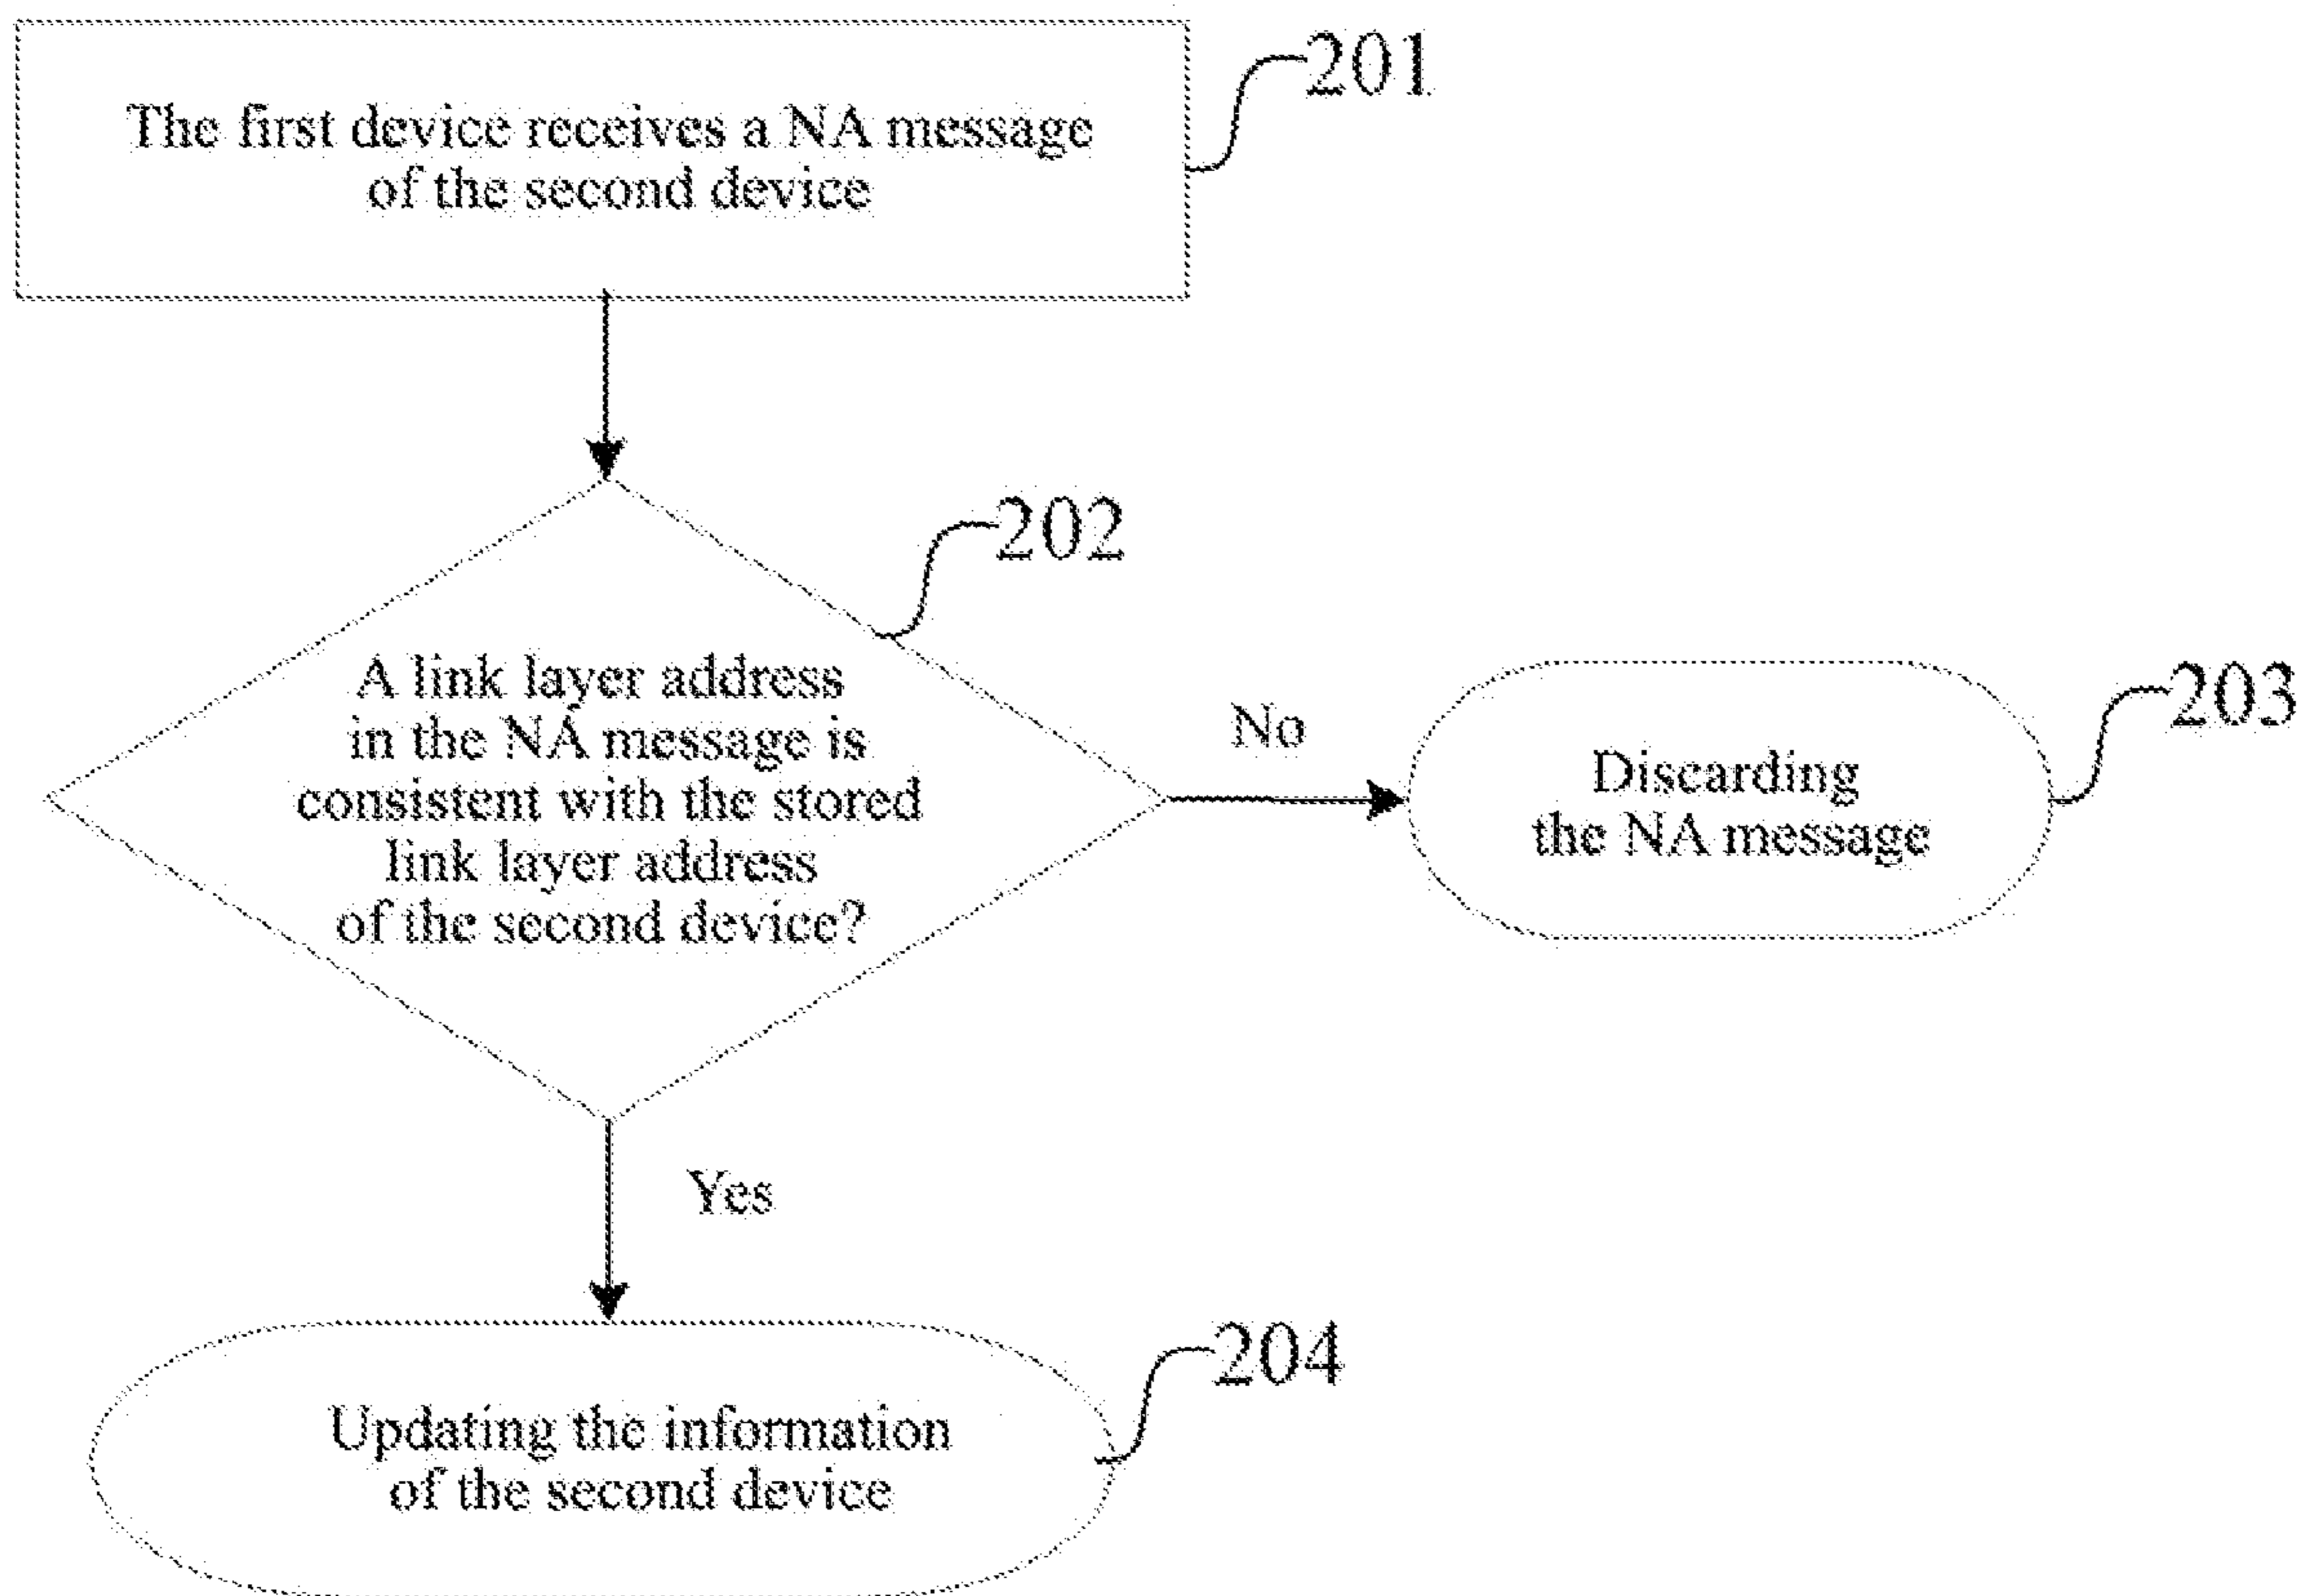 The first device receives a NA message
of the second device
201
202
A link layer address
in the NA message is
consistent with the stored
link layer address
of the second device?
No
Discarding
the NA message
203
Yes
Updating the information
of the second device
204